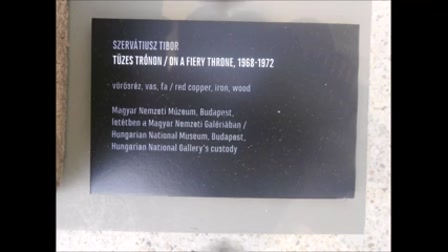 SZERVÁTIUSZ TIBOR
TÜZES TRÓNON / ON A FIERY THRONE, 1968-1972
vörösréz, vas, fa / red copper, iron, wood
Magyar Nemzeti Múzeum, Budapest,
letétben a Magyar Nemzeti Galériában /
Hungarian National Museum, Budapest,
Hungarian National Gallery's custody